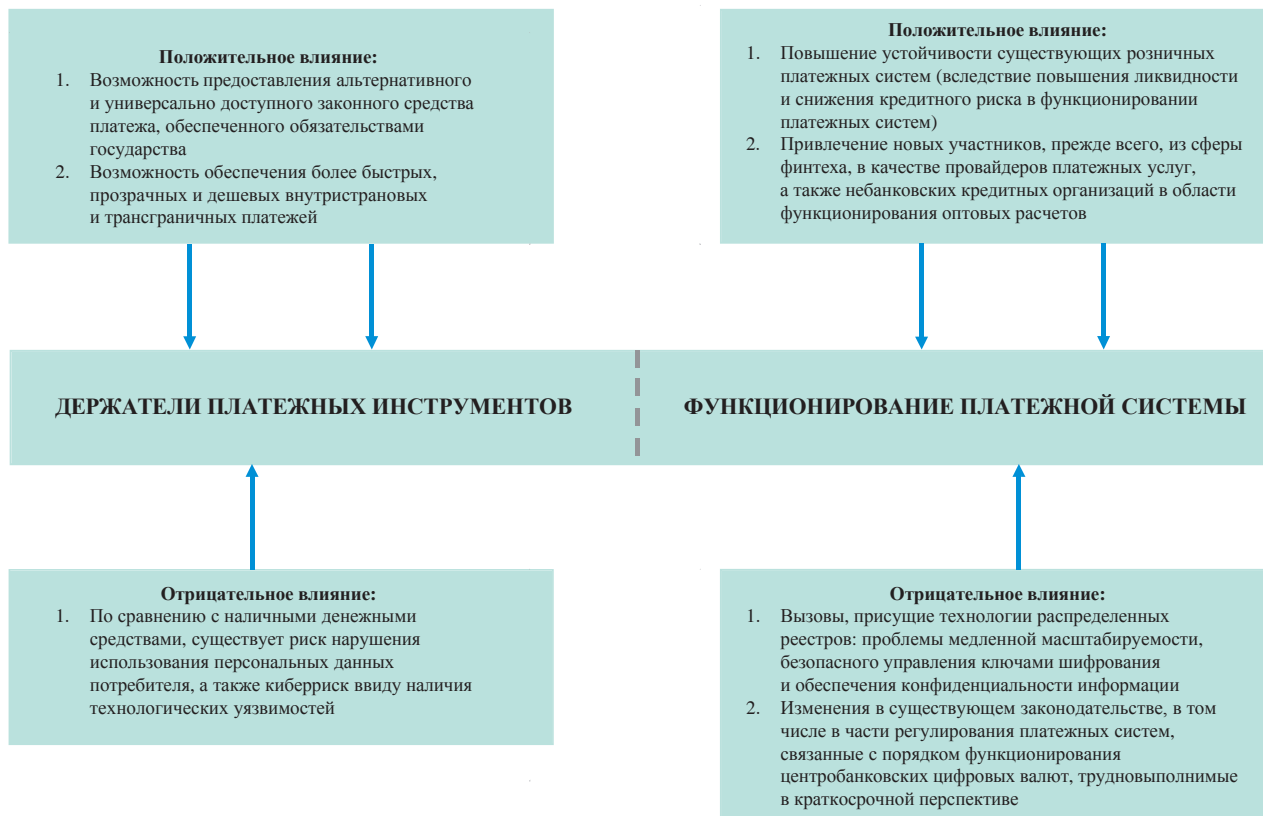 Положительное влияние:
1. Возможность предоставления альтернативного
и универсально доступного законного средства
платежа, обеспеченного обязательствами
государства
2. Возможность обеспечения более быстрых,
прозрачных и дешевых внутристрановых
и трансграничных платежей
Положительное влияние:
1. Повышение устойчивости существующих розничных
платежных систем (вследствие повышения ликвидности
и снижения кредитного риска в функционировании
платежных систем)
2. Привлечение новых участников, прежде всего, из сферы
финтеха, в качестве провайдеров платежных услуг,
а также небанковских кредитных организаций в области
функционирования оптовых расчетов
ДЕРЖАТЕЛИ ПЛАТЕЖНЫХ ИНСТРУМЕНТОВ
ФУНКЦИОНИРОВАНИЕ ПЛАТЕЖНОЙ СИСТЕМЫ
Отрицательное влияние:
1. По сравнению с наличными денежными
средствами, существует риск нарушения
использования персональных данных
потребителя, а также киберриск ввиду наличия
технологических уязвимостей
Отрицательное влияние:
1. Вызовы, присущие технологии распределенных
реестров: проблемы медленной масштабируемости,
безопасного управления ключами шифрования
и обеспечения конфиденциальности информации
2. Изменения в существующем законодательстве, в том
числе в части регулирования платежных систем,
связанные с порядком функционирования
центробанковских цифровых валют, трудновыполнимые
в краткосрочной перспективе